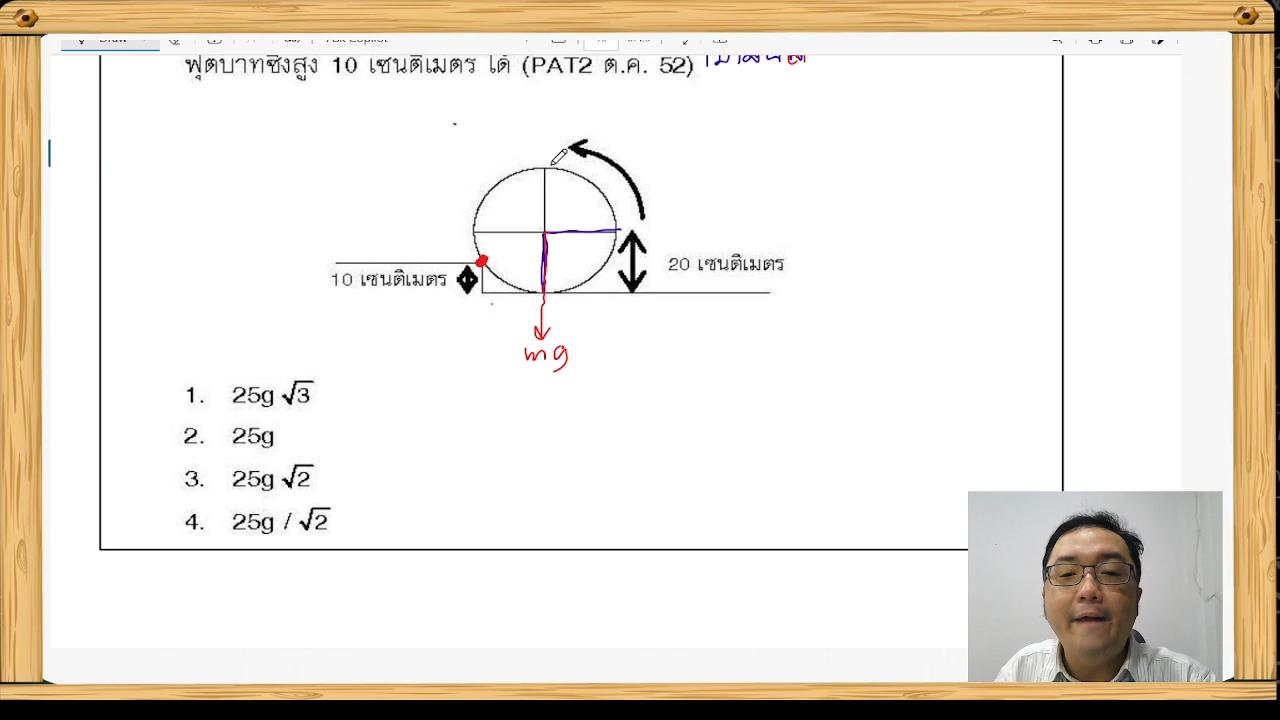 ฟุตบาทซึ่งสูง 10 เซนติเมตร ได้ (PAT2 ต.ค. 52)
10 เซนติเมตร
20 เซนติเมตร
mg
1. 25g √3
2. 25g
3. 25g √2
4. 25g / √2